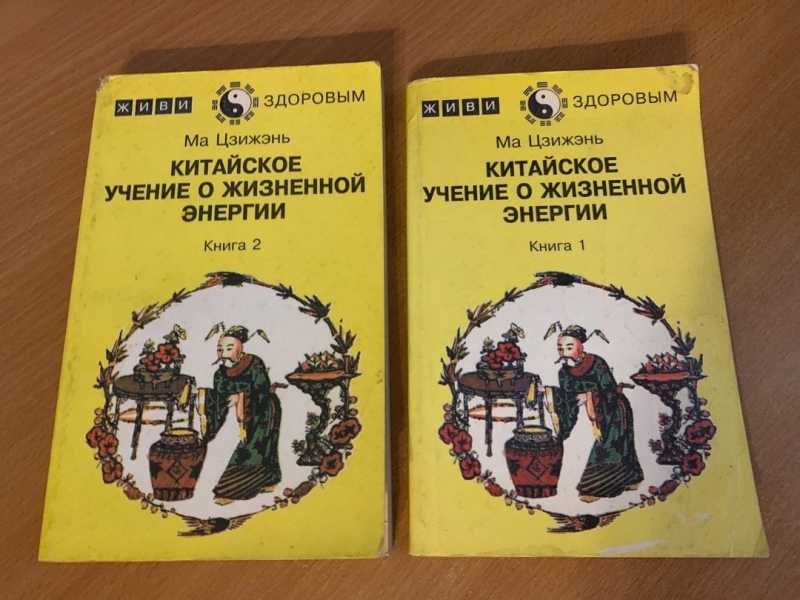 ЖИВИ ЗДОРОВЫМ
Ма Цзижэнь
КИТАЙСКОЕ
УЧЕНИЕ О ЖИЗНЕННОЙ
ЭНЕРГИИ
Книга 2
ЖИВИ ЗДОРОВЫМ
Ма Цзижэнь
КИТАЙСКОЕ
УЧЕНИЕ О ЖИЗНЕННОЙ
ЭНЕРГИИ
Книга 1